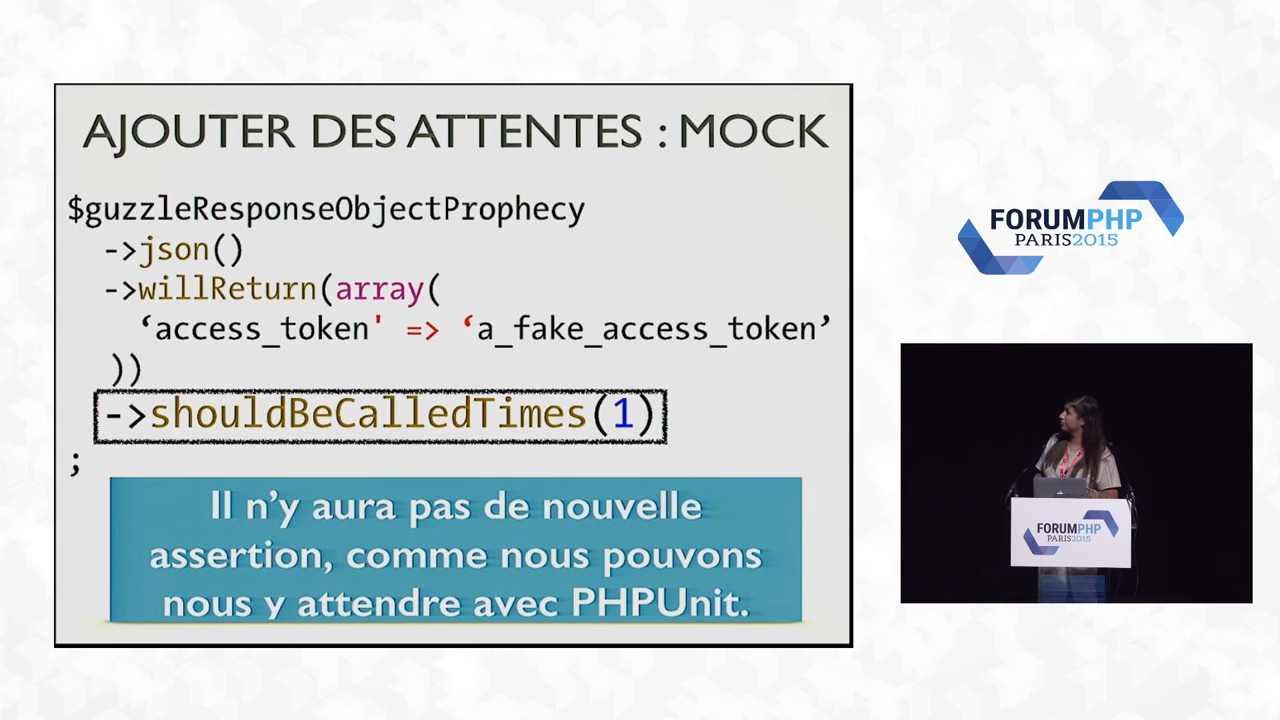 AJOUTER DES ATTENTES : MOCK
$guzzleResponseObjectProphecy
->json()
->willReturn(array(
‘access_token' => ‘a_fake_access_token’
))
->shouldBeCalledTimes(1)
;
Il n’y aura pas de nouvelle
assertion, comme nous pouvons
nous y attendre avec PHPUnit.
FORUMPHP
PARIS2015
FORUMPHP
PARIS2015